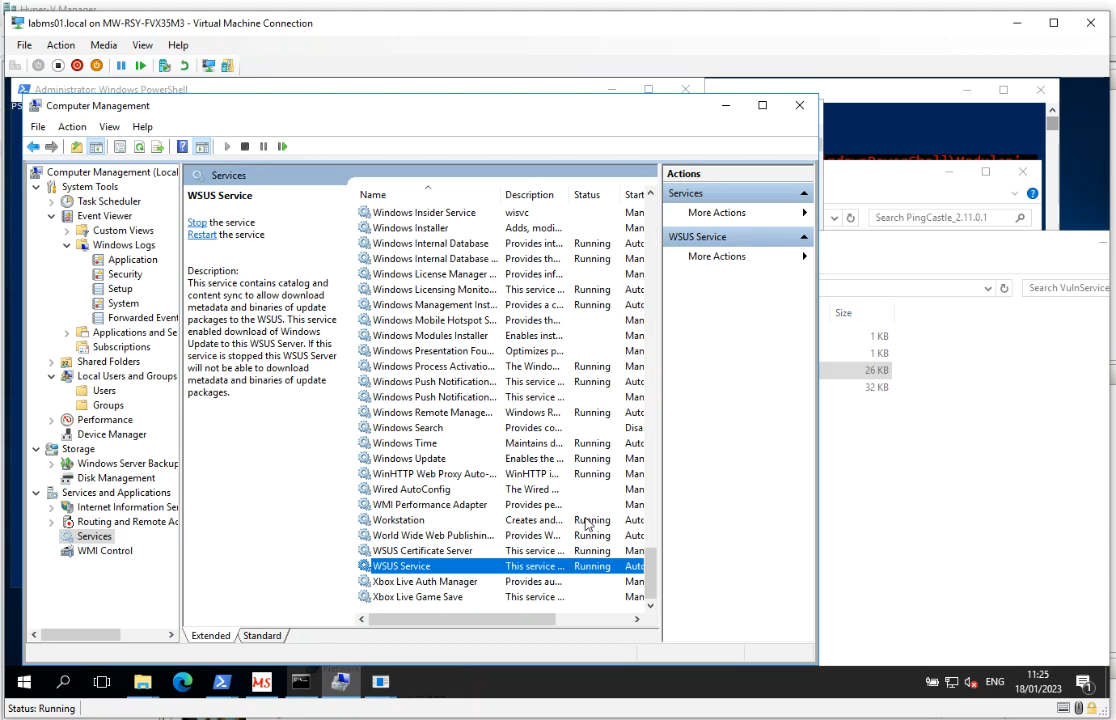 Hyper-V Manager
labms01.local on MW-RSY-FVX35M3 - Virtual Machine Connection
File Action Media View Help
Administrator: Windows PowerShell
PS
Computer Management
File Action View Help
Computer Management (Local
System Tools
Task Scheduler
Event Viewer
Custom Views
Windows Logs
Application
Security
Setup
System
Forwarded Event
Applications and Se
Subscriptions
Shared Folders
Local Users and Groups
Users
Groups
Performance
Device Manager
Storage
Windows Server Backup
Disk Management
Services and Applications
Internet Information Ser
Routing and Remote Ac
Services
WMI Control
Services
WSUS Service
Stop the service
Restart the service
Description:
This service contains catalog and
content sync to allow download
metadata and binaries of update
packages to the WSUS. This service
enabled download of Windows
Update to this WSUS Server. If this
service is stopped this WSUS Server
will not be able to download
metadata and binaries of update
packages.
Name Description Status Start
Windows Insider Service wisvc Man
Windows Installer Adds, modi... Man
Windows Internal Database Provides int... Running Auto
Windows Internal Database ... Provides th... Running Auto
Windows License Manager ... Provides inf... Man
Windows Licensing Monito... This service ... Running Auto
Windows Management Inst... Provides a c... Running Auto
Windows Mobile Hotspot S... Provides th... Man
Windows Modules Installer Enables inst... Man
Windows Presentation Fou... Optimizes p... Man
Windows Process Activatio... The Windo... Running Man
Windows Push Notification... This service ... Running Auto
Windows Push Notification... This service ... Man
Windows Remote Manage... Windows R... Running Auto
Windows Search Provides co... Disa
Windows Time Maintains d... Running Auto
Windows Update Enables the ... Running Man
WinHTTP Web Proxy Auto-... WinHTTP i... Running Man
Wired AutoConfig The Wired ... Man
WMI Performance Adapter Provides pe... Man
Workstation Creates and... Running Auto
World Wide Web Publishin... Provides W... Running Auto
WSUS Certificate Server This service ... Running Man
WSUS Service This service ... Running Auto
Xbox Live Auth Manager Provides au... Man
Xbox Live Game Save This service ... Man
Extended Standard
Actions
Services
More Actions
WSUS Service
More Actions
Search PingCastle_2.11.0.1
Search VulnService
Size
1 KB
1 KB
26 KB
32 KB
MS
ENG
11:25
18/01/2023
1
Status: Running